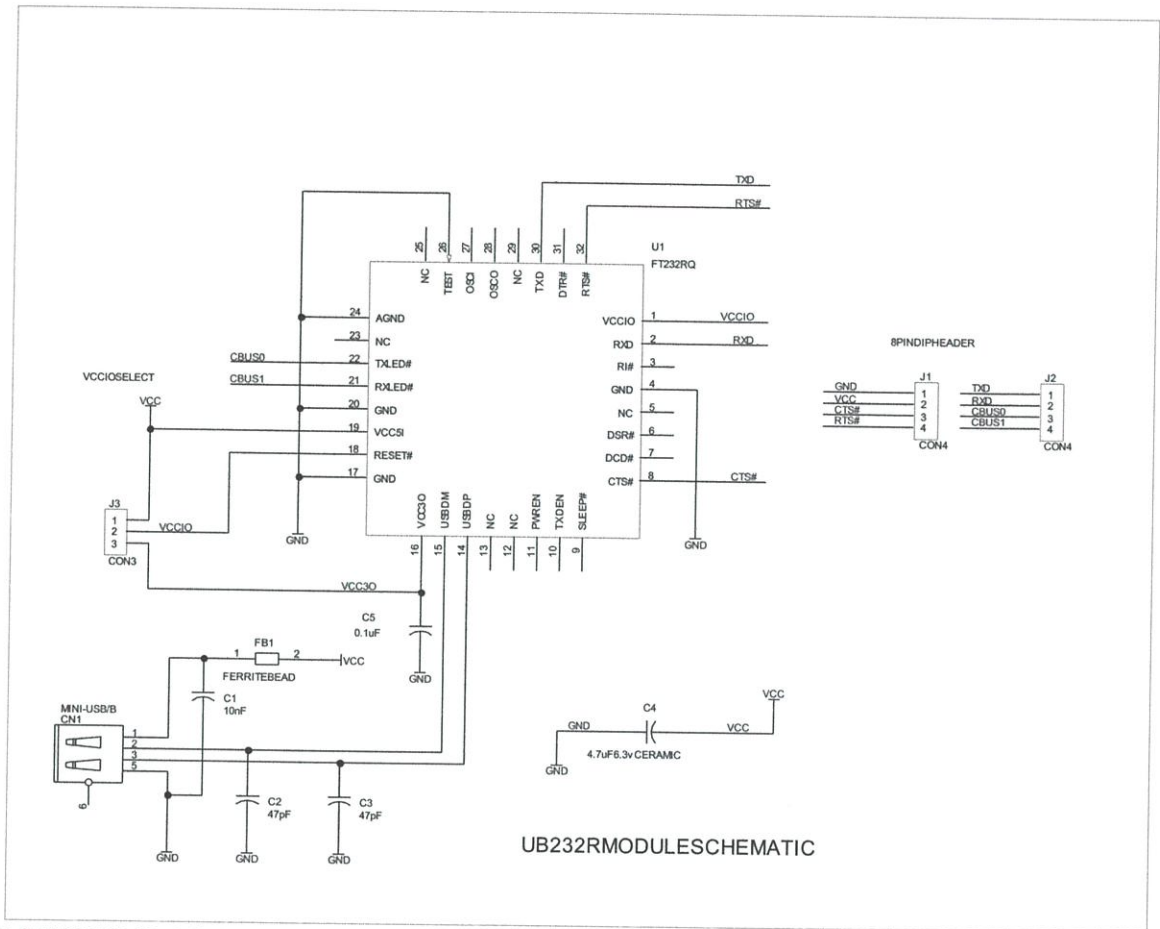 TXD
RTS#
25
26
27
28
29
30
31
32
U1
FT232RQ
NC
TEST
OSCI
OSCO
NC
TXD
DTR#
RTS#
24 AGND
23 NC
CBUS0 22 TXLED#
CBUS1 21 RXLED#
20 GND
19 VCC5I
18 RESET#
17 GND
VCCIO 1 VCCIO
RXD 2 RXD
RI# 3
GND 4
NC 5
DSR# 6
DCD# 7
CTS# 8 CTS#
VCC3O
USBDM
USBDP
NC
NC
PWREN
TXDEN
SLEEP#
16
15
14
13
12
11
10
9
GND
GND
VCCIOSELECT
VCC
J3
1
2 VCCIO
3
CON3
VCC3O
8PINDIPHEADER
J1
GND 1
VCC 2
CTS# 3
RTS# 4
CON4
J2
TXD 1
RXD 2
CBUS0 3
CBUS1 4
CON4
C5
0.1uF
GND
FB1
1 2 VCC
FERRITEBEAD
C1
10nF
MINI-USB/B
CN1
1
2
3
5
6
C2
47pF
C3
47pF
GND
GND
GND
VCC
C4
GND VCC
4.7uF6.3vCERAMIC
GND
UB232RMODULESCHEMATIC